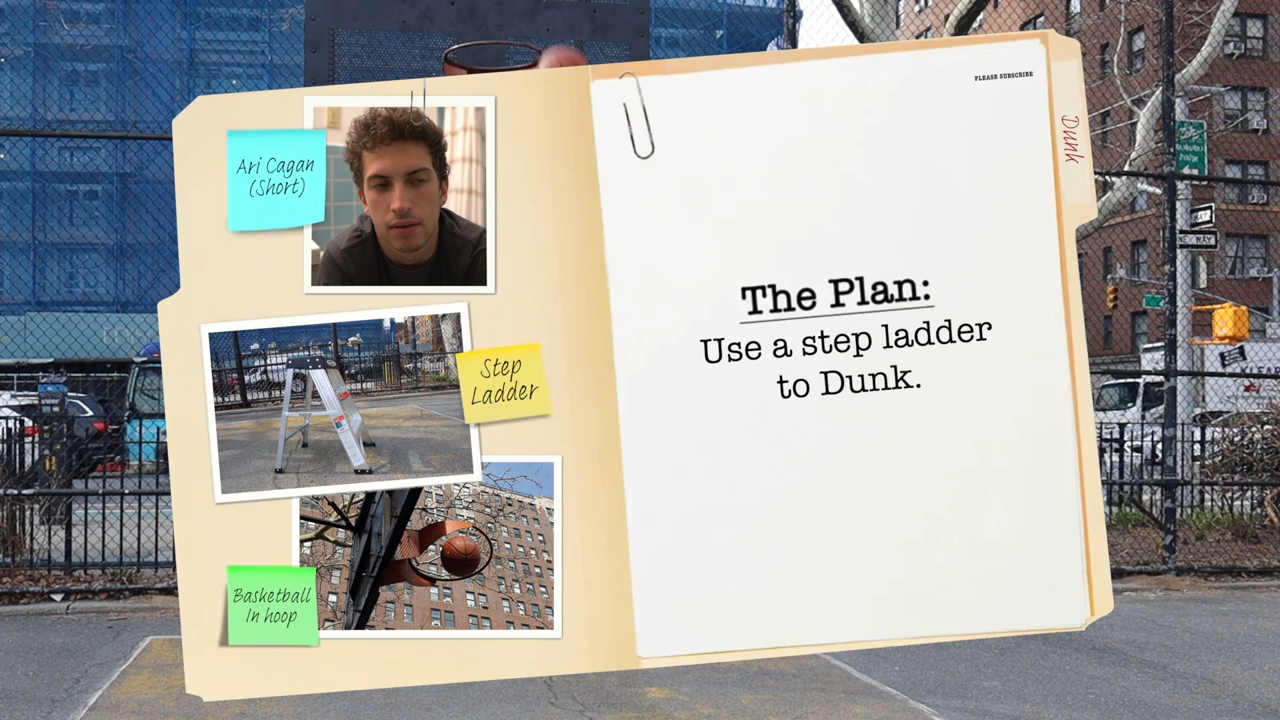 PLEASE SUBSCRIBE
Dunk
Ari Cagan
(Short)
Step
Ladder
Basketball
In hoop
The Plan:
Use a step ladder
to Dunk.